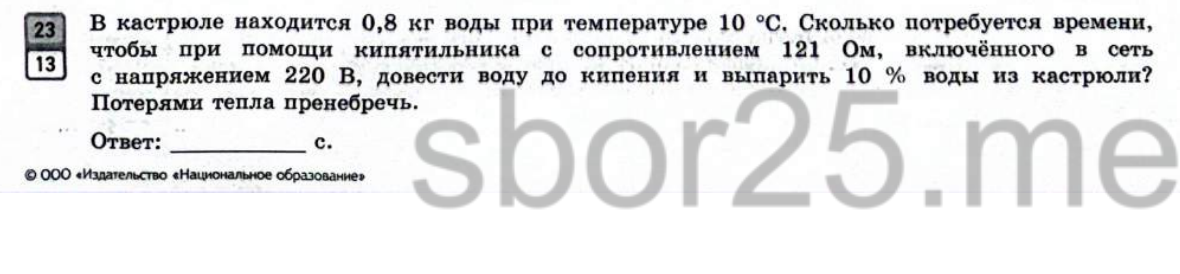 23
13
В кастрюле находится 0,8 кг воды при температуре 10 °С. Сколько потребуется времени,
чтобы при помощи кипятильника с сопротивлением 121 Ом, включённого в сеть
с напряжением 220 В, довести воду до кипения и выпарить 10 % воды из кастрюли?
Потерями тепла пренебречь.
Ответ: __________ с.
© ООО «Издательство «Национальное образование»
sbor25.me